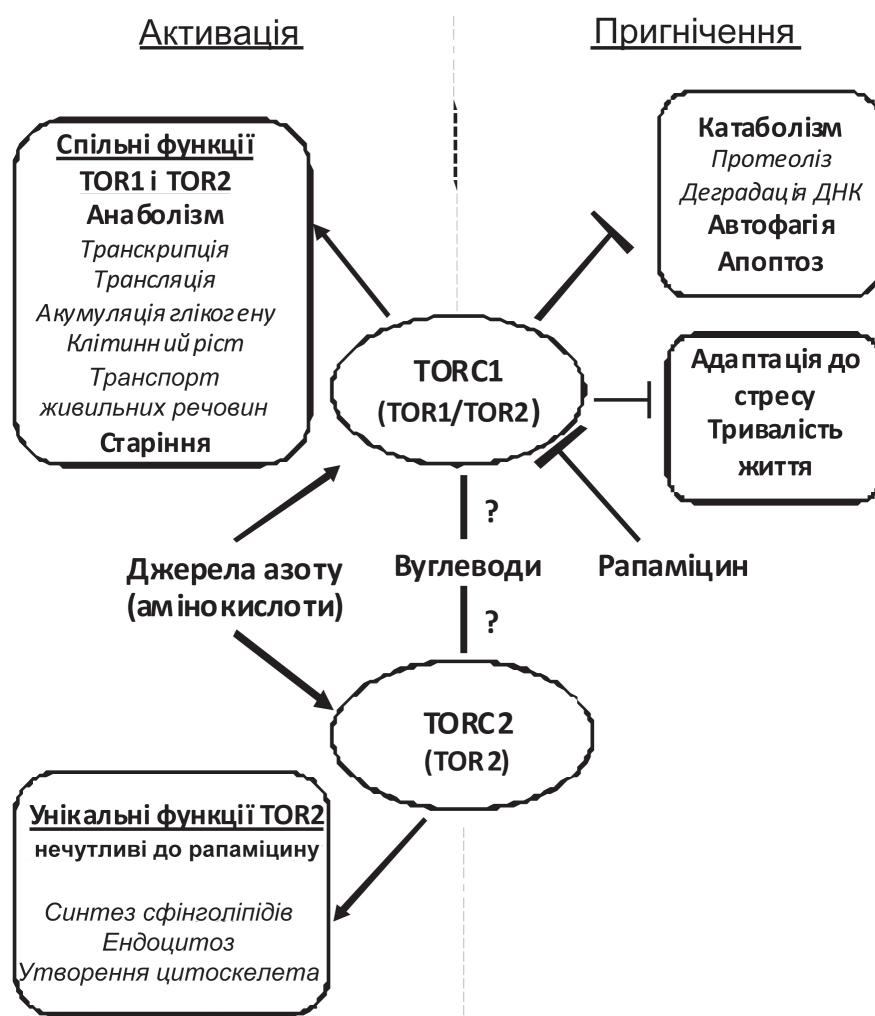 Активація
Пригнічення
Спільні функції
TOR1 і TOR2
Анаболізм
Транскрипція
Трансляція
Акумуляція глікогену
Клітинний ріст
Транспорт
живильних речовин
Старіння
Катаболізм
Протеоліз
Деградація ДНК
Автофагія
Апоптоз
TORC1
(TOR1/TOR2)
Адаптація до
стресу
Тривалість
життя
?
Джерела азоту
(амінокислоти)
Вуглеводи
Рапаміцин
?
TORC2
(TOR2)
Унікальні функції TOR2
нечутливі до рапаміцину
Синтез сфінголіпідів
Ендоцитоз
Утворення цитоскелета